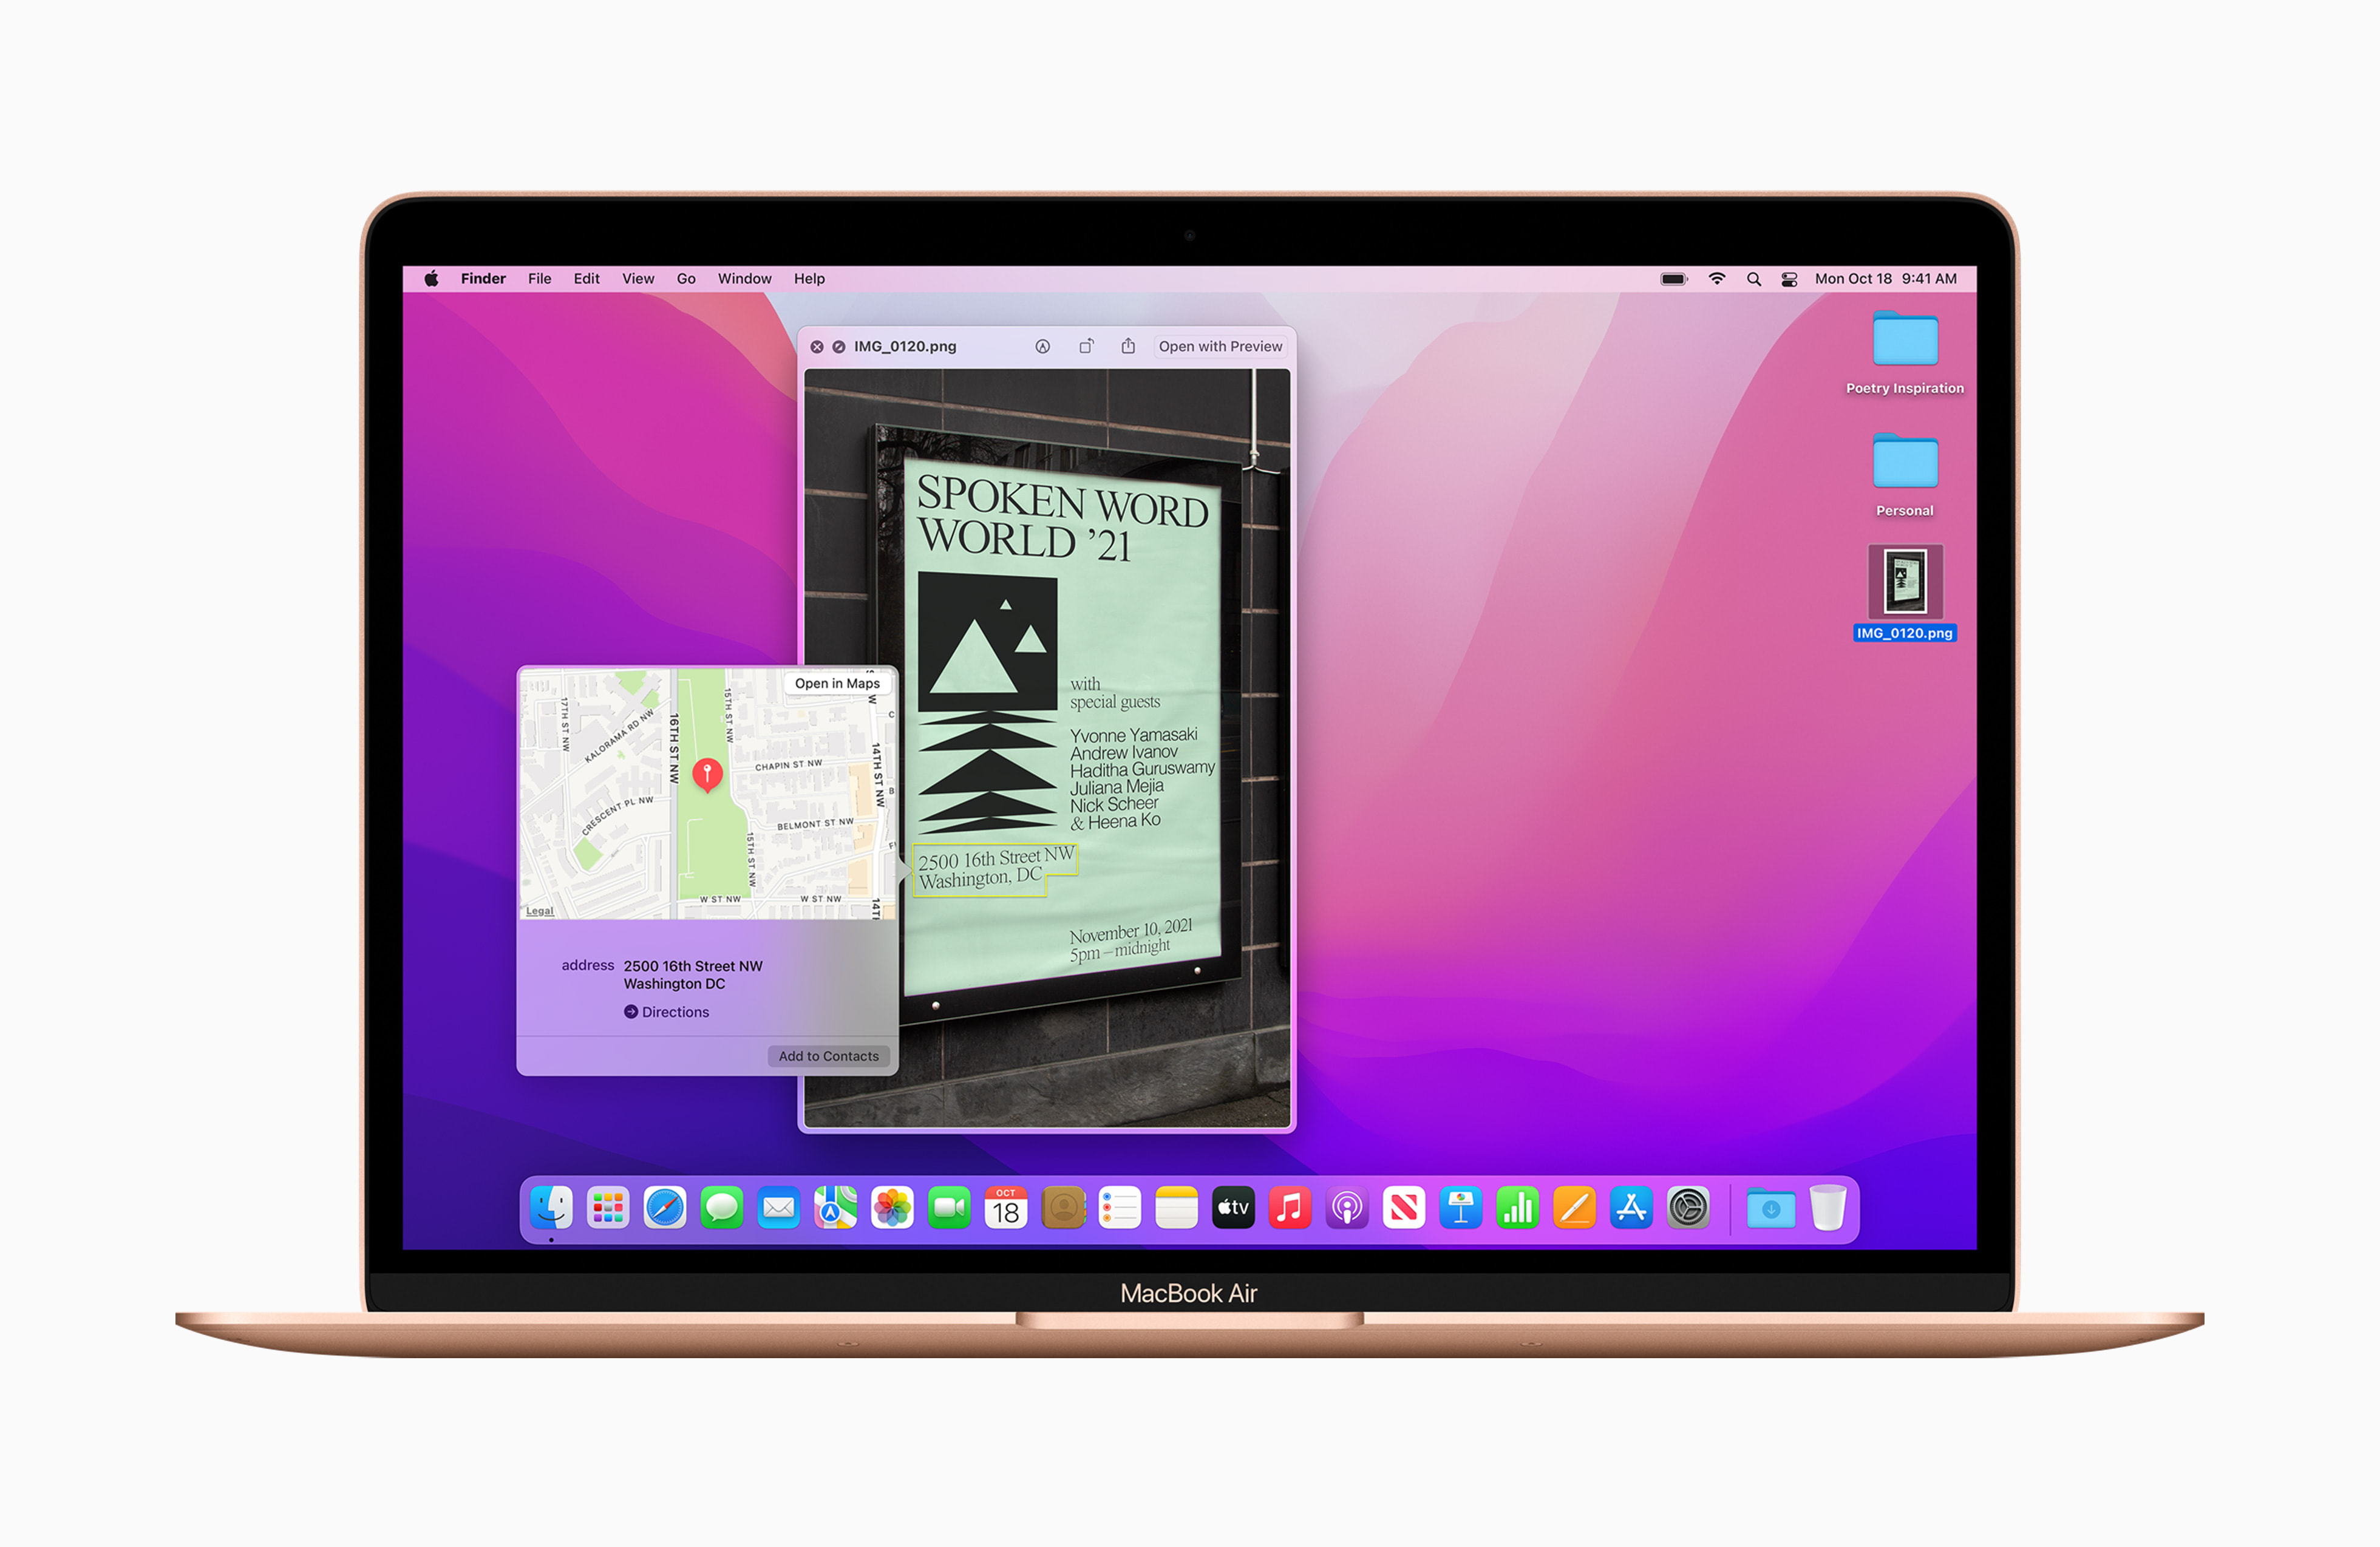 Finder File Edit View Go Window Help
Mon Oct 18 9:41 AM
IMG_0120.png Open with Preview
SPOKEN WORD
WORLD ’21
with
special guests
Yvonne Yamasaki
Andrew Ivanov
Haditha Guruswamy
Juliana Mejia
Nick Scheer
& Heena Ko
2500 16th Street NW
Washington, DC
November 10, 2021
5pm – midnight
Open in Maps
17TH ST NW
KALORAMA RD NW
16TH ST NW
15TH ST NW
CHAPIN ST NW
14TH ST NW
CRESCENT PL NW
BELMONT ST NW
15TH ST NW
W ST NW
W ST NW
Legal
address 2500 16th Street NW
Washington DC
Directions
Add to Contacts
Poetry Inspiration
Personal
IMG_0120.png
OCT
18
tv
MacBook Air